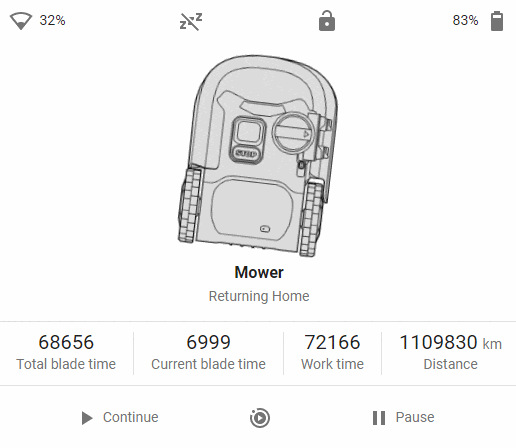 32%
83%
STOP
Mower
Returning Home
68656 6999 72166 1109830 km
Total blade time Current blade time Work time Distance
Continue Pause